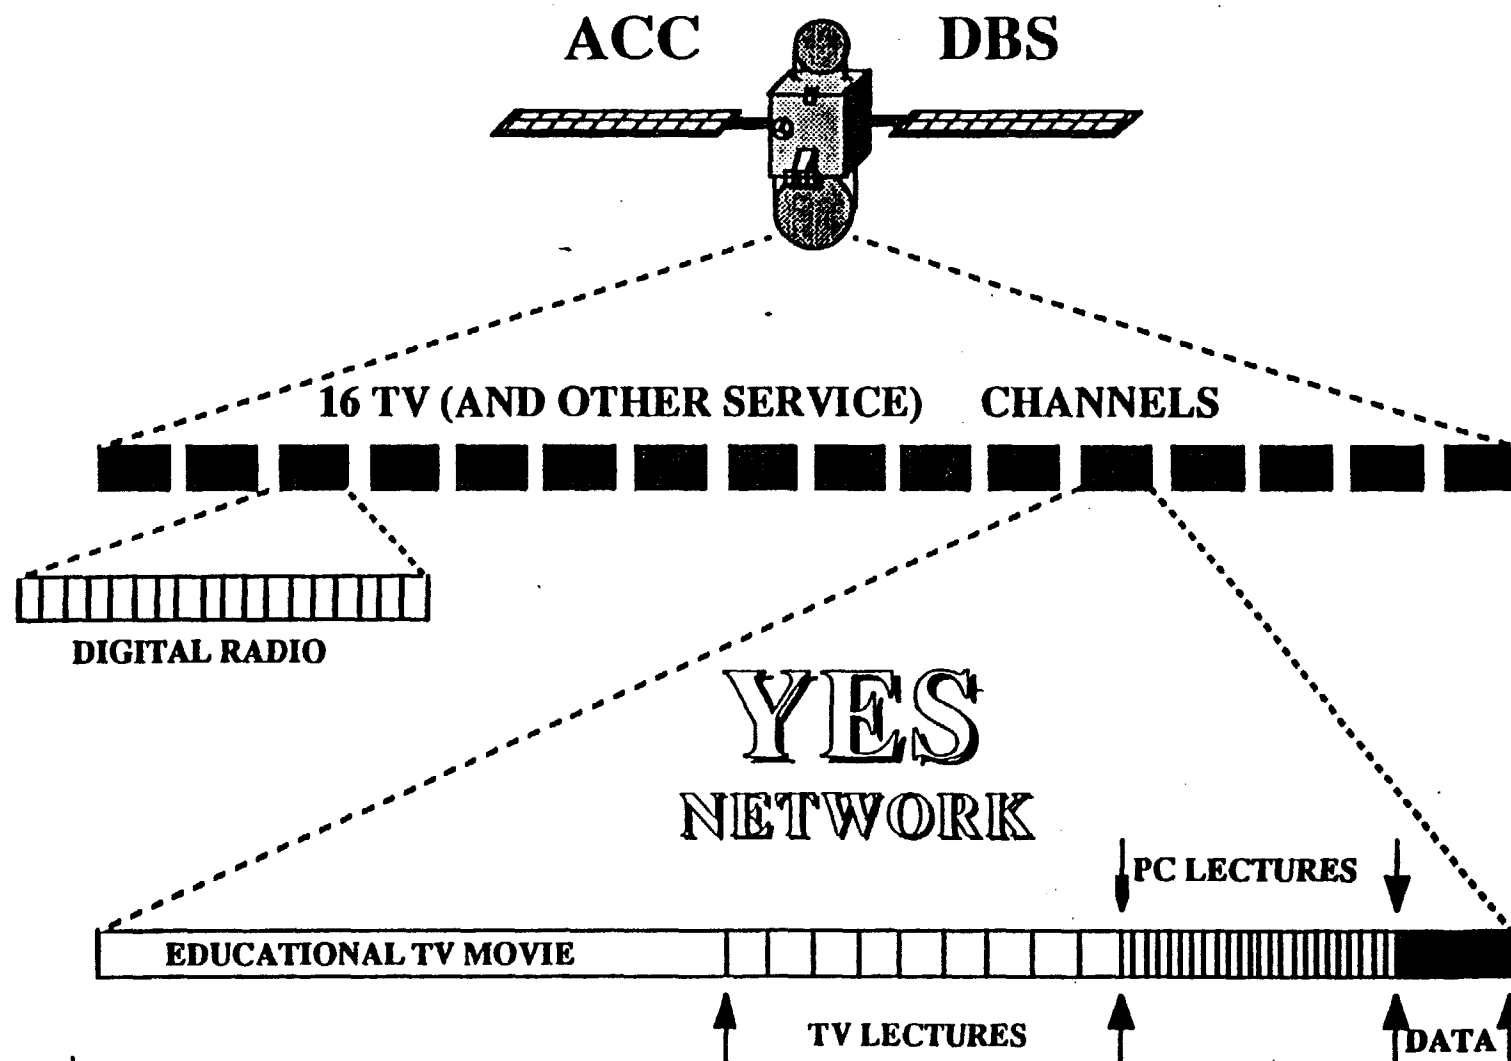 ACC DBS
16 TV (AND OTHER SERVICE) CHANNELS
DIGITAL RADIO
YES
NETWORK
PC LECTURES
EDUCATIONAL TV MOVIE
TV LECTURES
DATA